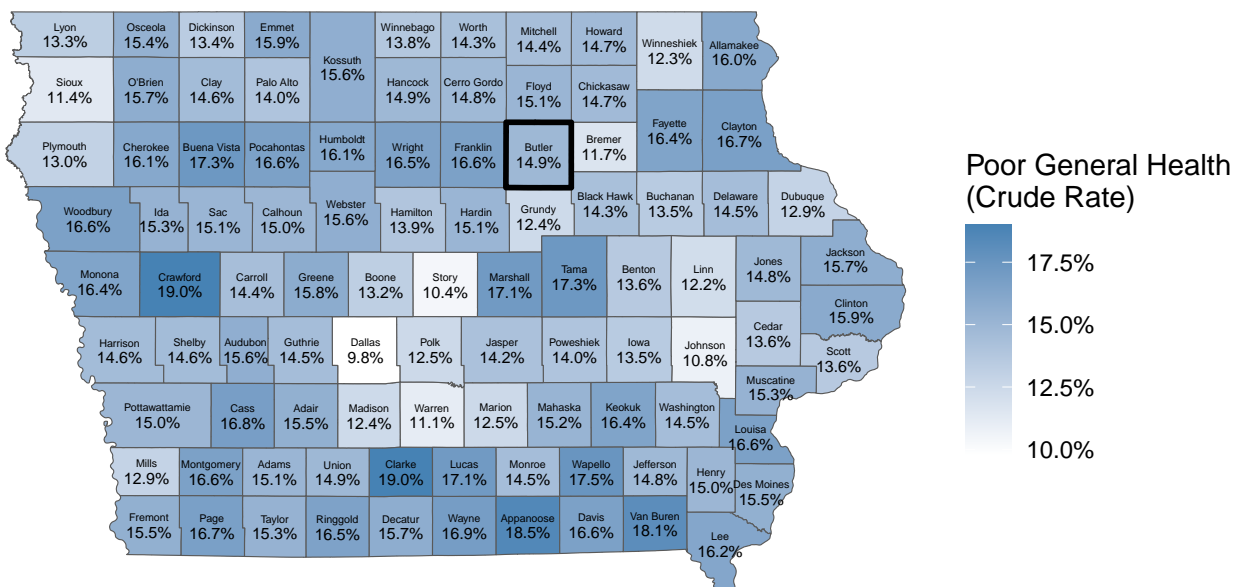 Lyon
13.3%
Osceola
15.4%
Dickinson
13.4%
Emmet
15.9%
Kossuth
15.6%
Winnebago
13.8%
Worth
14.3%
Mitchell
14.4%
Howard
14.7%
Winneshiek
12.3%
Allamakee
16.0%
Sioux
11.4%
O'Brien
15.7%
Clay
14.6%
Palo Alto
14.0%
Hancock
14.9%
Cerro Gordo
14.8%
Floyd
15.1%
Chickasaw
14.7%
Fayette
16.4%
Clayton
16.7%
Plymouth
13.0%
Cherokee
16.1%
Buena Vista
17.3%
Pocahontas
16.6%
Humboldt
16.1%
Wright
16.5%
Franklin
16.6%
Butler
14.9%
Bremer
11.7%
Poor General Health
(Crude Rate)
17.5%
15.0%
12.5%
10.0%
Woodbury
16.6%
Ida
15.3%
Sac
15.1%
Calhoun
15.0%
Webster
15.6%
Hamilton
13.9%
Hardin
15.1%
Grundy
12.4%
Black Hawk
14.3%
Buchanan
13.5%
Delaware
14.5%
Dubuque
12.9%
Monona
16.4%
Crawford
19.0%
Carroll
14.4%
Greene
15.8%
Boone
13.2%
Story
10.4%
Marshall
17.1%
Tama
17.3%
Benton
13.6%
Linn
12.2%
Jones
14.8%
Jackson
15.7%
Clinton
15.9%
Harrison
14.6%
Shelby
14.6%
Audubon
15.6%
Guthrie
14.5%
Dallas
9.8%
Polk
12.5%
Jasper
14.2%
Poweshiek
14.0%
Iowa
13.5%
Johnson
10.8%
Cedar
13.6%
Scott
13.6%
Muscatine
15.3%
Pottawattamie
15.0%
Cass
16.8%
Adair
15.5%
Madison
12.4%
Warren
11.1%
Marion
12.5%
Mahaska
15.2%
Keokuk
16.4%
Washington
14.5%
Louisa
16.6%
Mills
12.9%
Montgomery
16.6%
Adams
15.1%
Union
14.9%
Clarke
19.0%
Lucas
17.1%
Monroe
14.5%
Wapello
17.5%
Jefferson
14.8%
Henry
15.0%
Des Moines
15.5%
Fremont
15.5%
Page
16.7%
Taylor
15.3%
Ringgold
16.5%
Decatur
15.7%
Wayne
16.9%
Appanoose
18.5%
Davis
16.6%
Van Buren
18.1%
Lee
16.2%